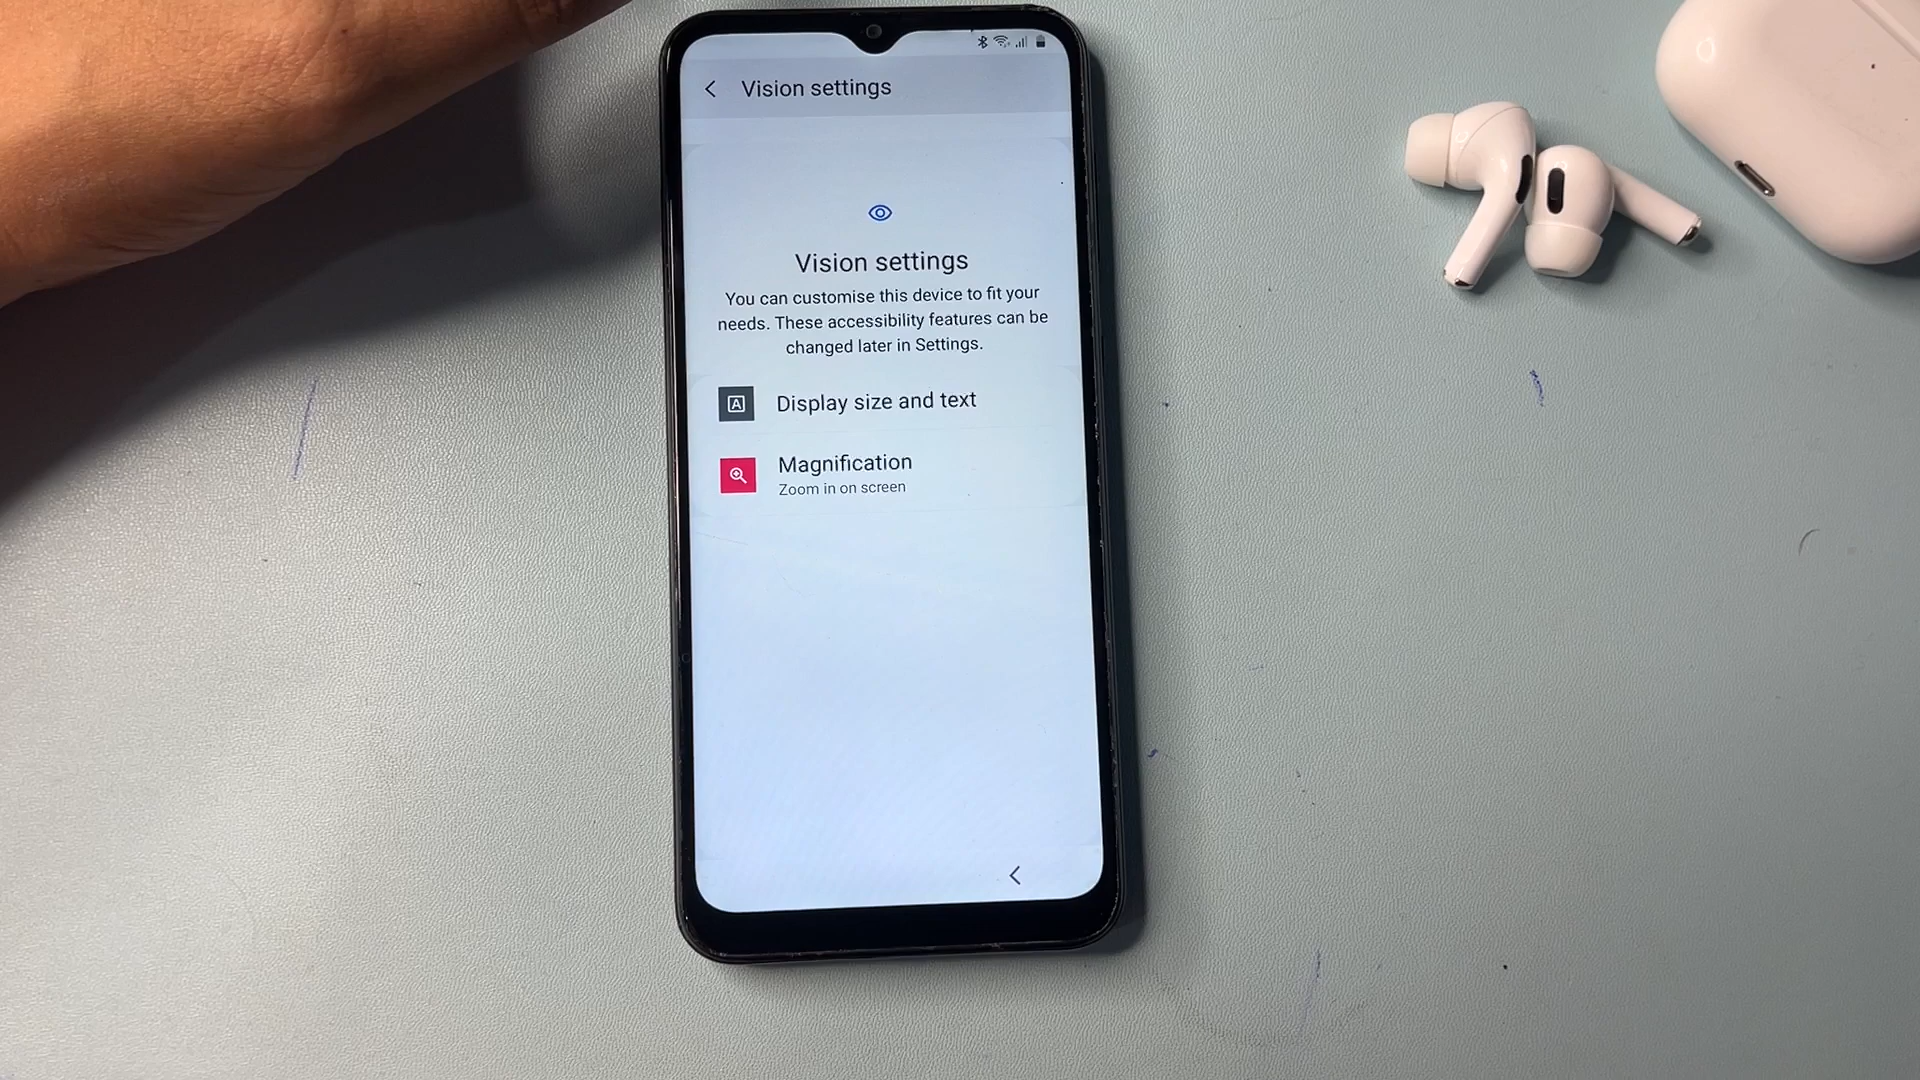 Vision settings
Vision settings
You can customise this device to fit your
needs. These accessibility features can be
changed later in Settings.
Display size and text
Magnification
Zoom in on screen